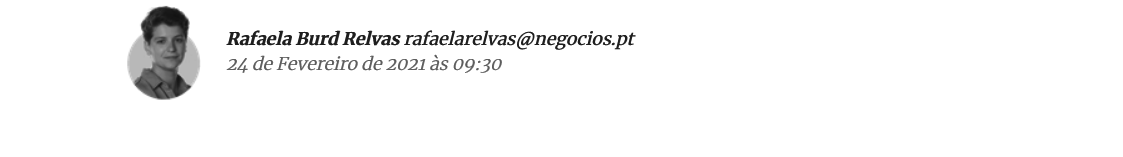 Rafaela Burd Relvas rafaelarelvas@negocios.pt
24 de Fevereiro de 2021 às 09:30